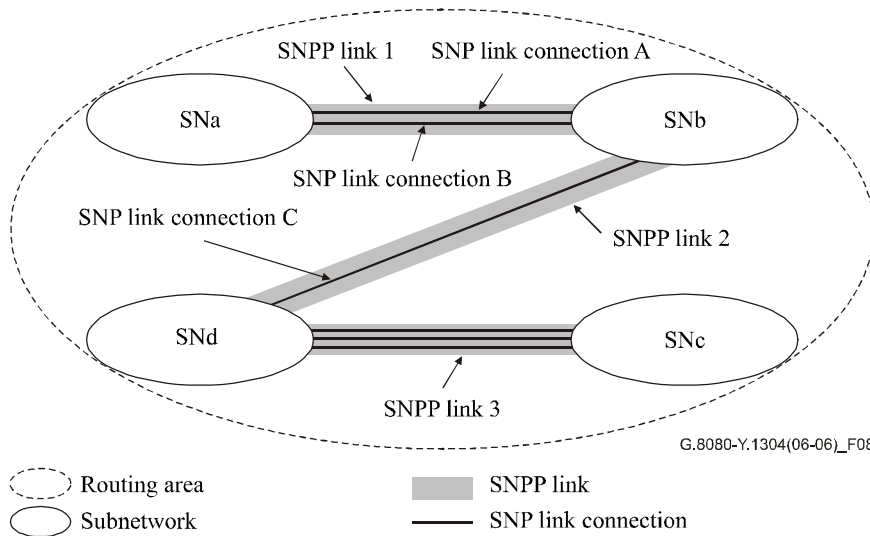 SNPP link 1
SNP link connection A
SNa
SNb
SNP link connection B
SNP link connection C
SNPP link 2
SNd
SNc
SNPP link 3
G.8080-Y.1304(06-06)_F08
Routing area
SNPP link
Subnetwork
SNP link connection